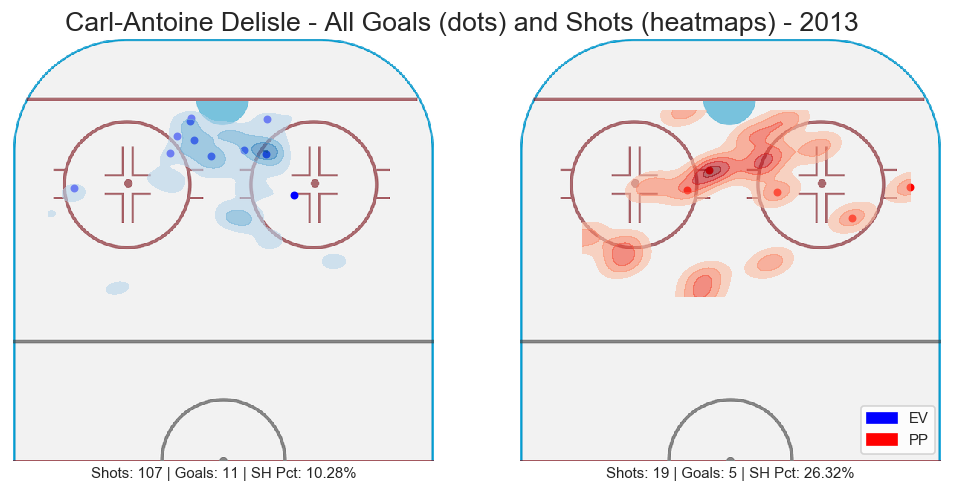 Carl-Antoine Delisle - All Goals (dots) and Shots (heatmaps) - 2013
EV
PP
Shots: 107 | Goals: 11 | SH Pct: 10.28%
Shots: 19 | Goals: 5 | SH Pct: 26.32%